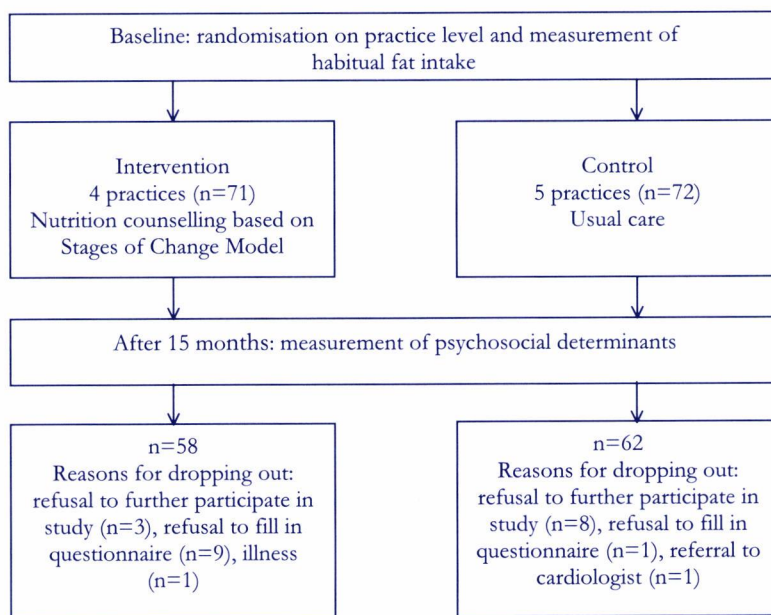 Baseline: randomisation on practice level and measurement of
habitual fat intake
Intervention
4 practices (n=71)
Nutrition counselling based on
Stages of Change Model
Control
5 practices (n=72)
Usual care
After 15 months: measurement of psychosocial determinants
n=58
Reasons for dropping out:
refusal to further participate in
study (n=3), refusal to fill in
questionnaire (n=9), illness
(n=1)
n=62
Reasons for dropping out:
refusal to further participate in
study (n=8), refusal to fill in
questionnaire (n=1), referral to
cardiologist (n=1)